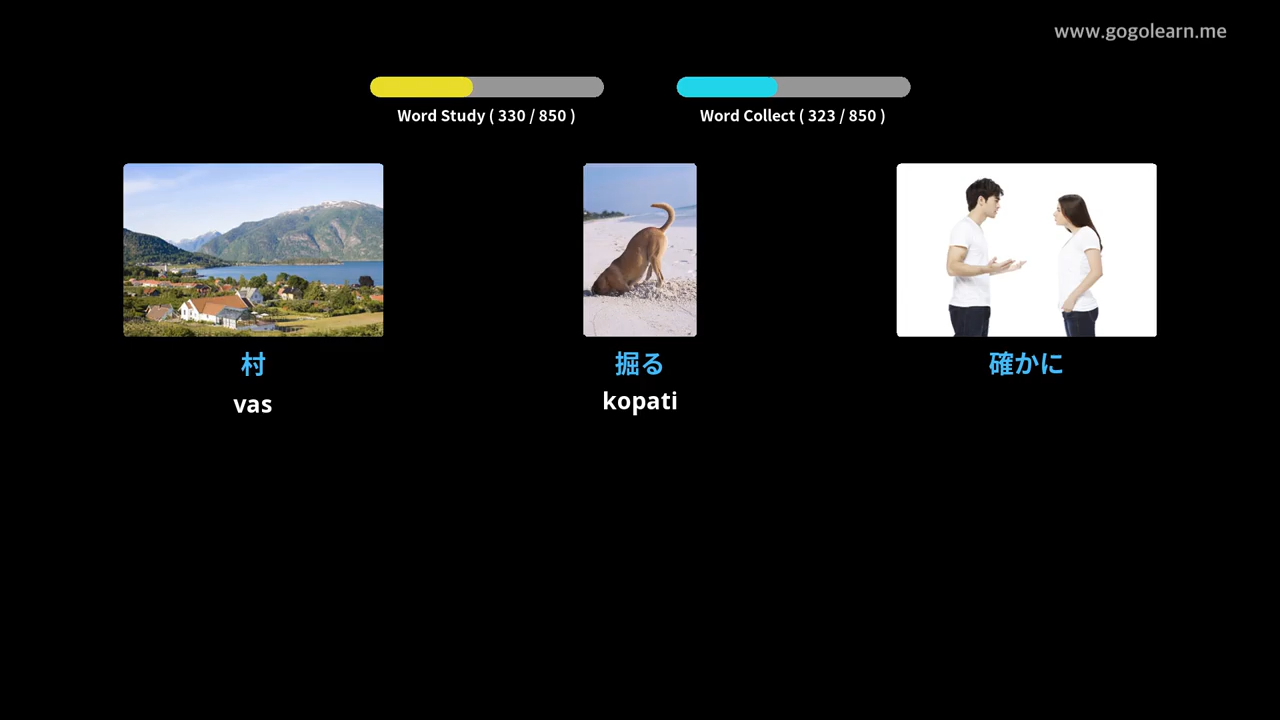 www.gogolearn.me
Word Study ( 330 / 850 )
Word Collect ( 323 / 850 )
村
vas
掘る
kopati
確かに